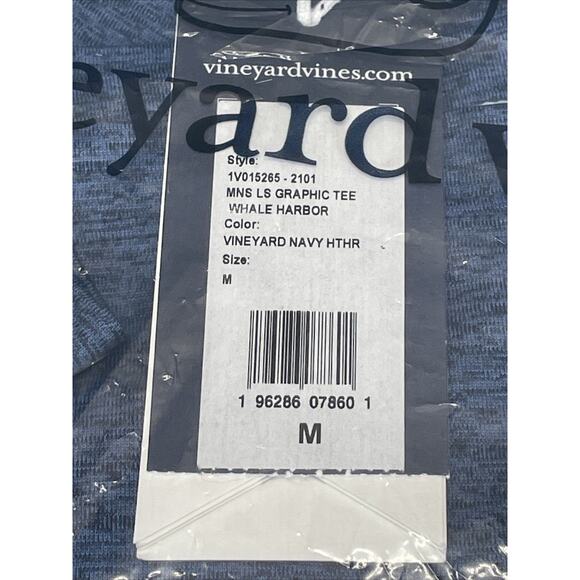 vineyardvines.com
eyard v
Style:
1V015265 - 2101
MNS LS GRAPHIC TEE
WHALE HARBOR
Color:
VINEYARD NAVY HTHR
Size:
M
1 96286 07860 1
M